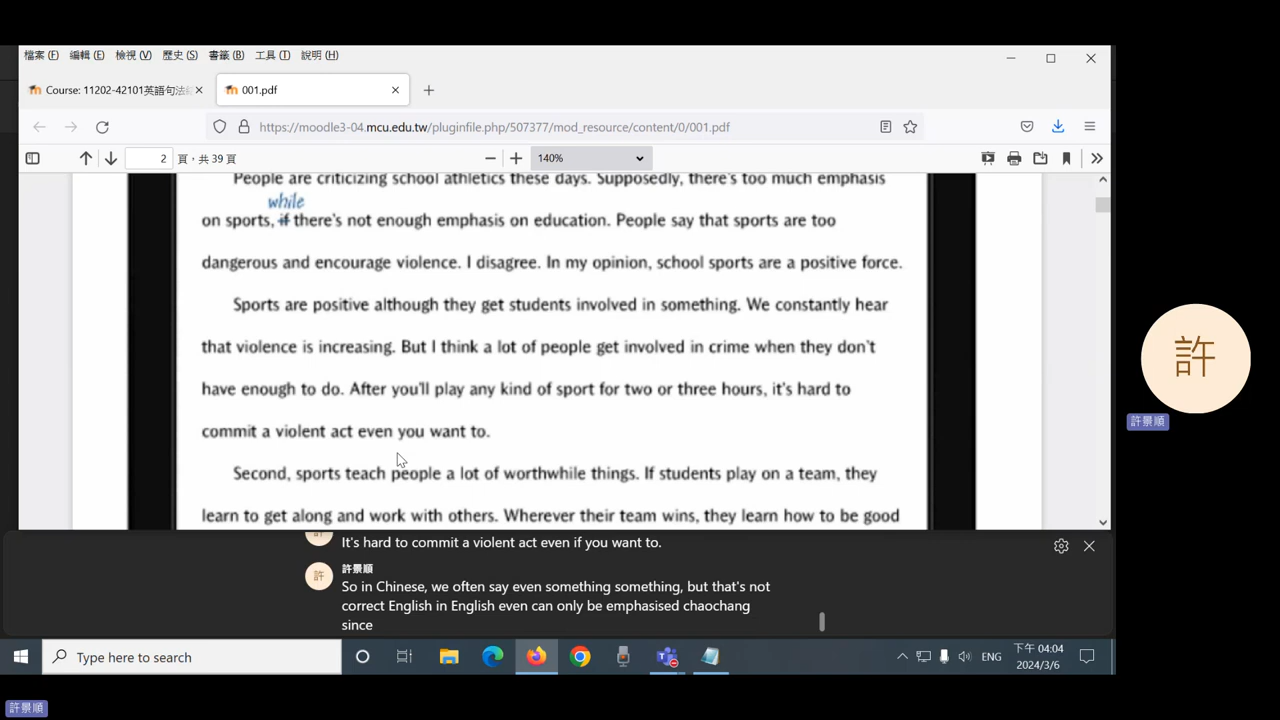 檔案 (F) 編輯 (E) 檢視 (V) 歷史 (S) 書籤 (B) 工具 (T) 說明 (H)
Course: 11202-42101英語句法
001.pdf
https://moodle3-04.mcu.edu.tw/pluginfile.php/507377/mod_resource/content/0/001.pdf
2 頁，共 39 頁
140%
People are criticizing school athletics these days. Supposedly, there's too much emphasis
while
on sports, if there's not enough emphasis on education. People say that sports are too
dangerous and encourage violence. I disagree. In my opinion, school sports are a positive force.
Sports are positive although they get students involved in something. We constantly hear
that violence is increasing. But I think a lot of people get involved in crime when they don't
have enough to do. After you'll play any kind of sport for two or three hours, it's hard to
commit a violent act even you want to.
Second, sports teach people a lot of worthwhile things. If students play on a team, they
learn to get along and work with others. Wherever their team wins, they learn how to be good
許
許景順
許
It's hard to commit a violent act even if you want to.
許
許景順
So in Chinese, we often say even something something, but that's not
correct English in English even can only be emphasised chaochang
since
Type here to search
ENG
下午 04:04
2024/3/6
許景順